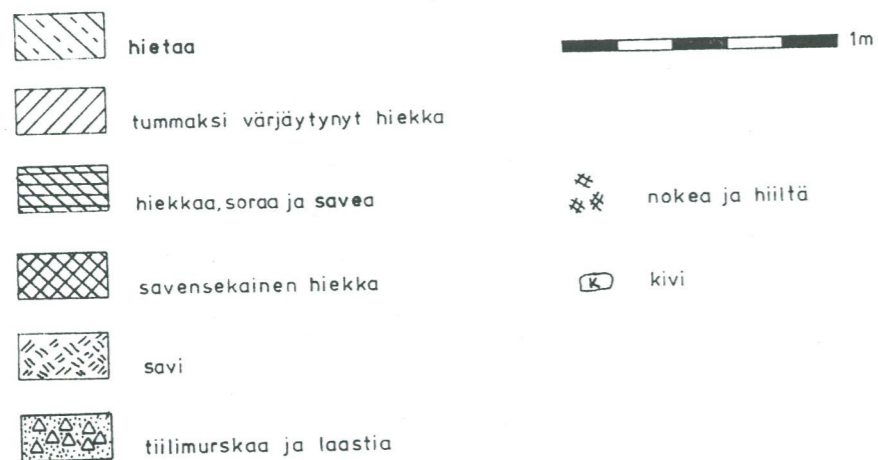 hietaa
tummaksi värjäytynyt hiekka
hiekkaa, soraa ja savea
savensekainen hiekka
savi
tiilimurskaa ja laastia
1m
nokea ja hiiltä
K kivi